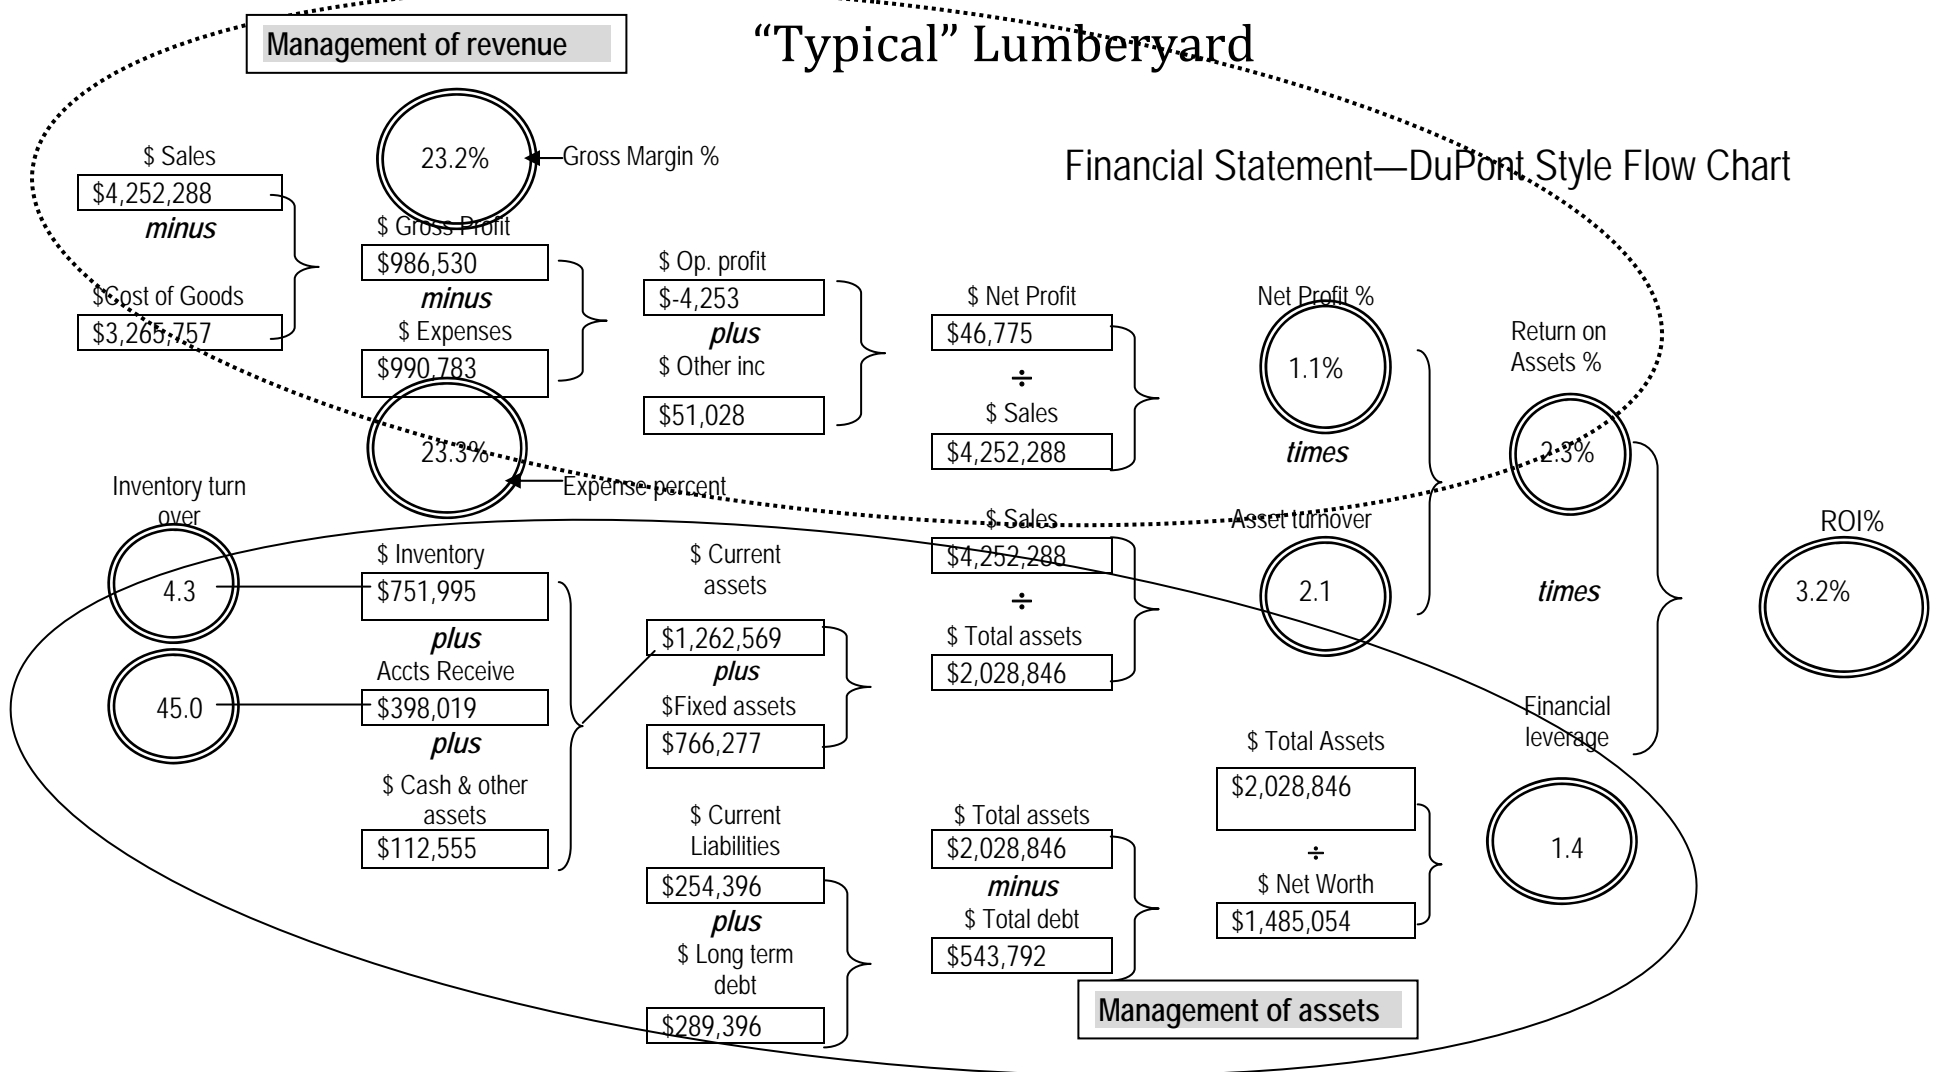 “Typical” Lumberyard
Management of revenue
Financial Statement—DuPont Style Flow Chart
$ Sales
$4,252,288
minus
$Cost of Goods
$3,265,757
23.2%
Gross Margin %
$ Gross Profit
$986,530
minus
$ Expenses
$990,783
23.3%
Expense percent
$ Op. profit
$-4,253
plus
$ Other inc
$51,028
$ Net Profit
$46,775
÷
$ Sales
$4,252,288
Net Profit %
1.1%
times
Return on
Assets %
2.3%
Inventory turn
over
4.3
45.0
$ Inventory
$751,995
plus
Accts Receive
$398,019
plus
$ Cash & other
assets
$112,555
$ Current
assets
$1,262,569
plus
$Fixed assets
$766,277
$ Sales
$4,252,288
÷
$ Total assets
$2,028,846
Asset turnover
2.1
times
ROI%
3.2%
$ Current
Liabilities
$254,396
plus
$ Long term
debt
$289,396
$ Total assets
$2,028,846
minus
$ Total debt
$543,792
$ Total Assets
$2,028,846
÷
$ Net Worth
$1,485,054
Financial
leverage
1.4
Management of assets